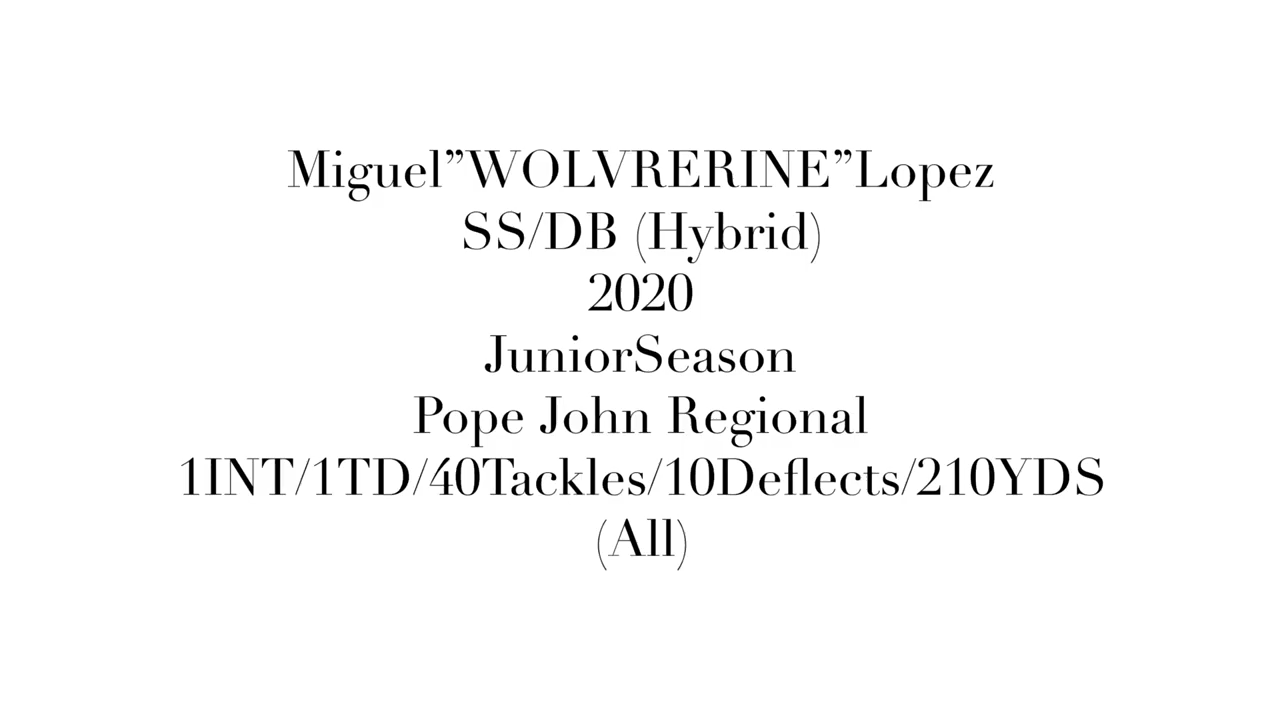 Miguel”WOLVRERINE”Lopez
SS/DB (Hybrid)
2020
JuniorSeason
Pope John Regional
1INT/1TD/40Tackles/10Deflects/210YDS
(All)